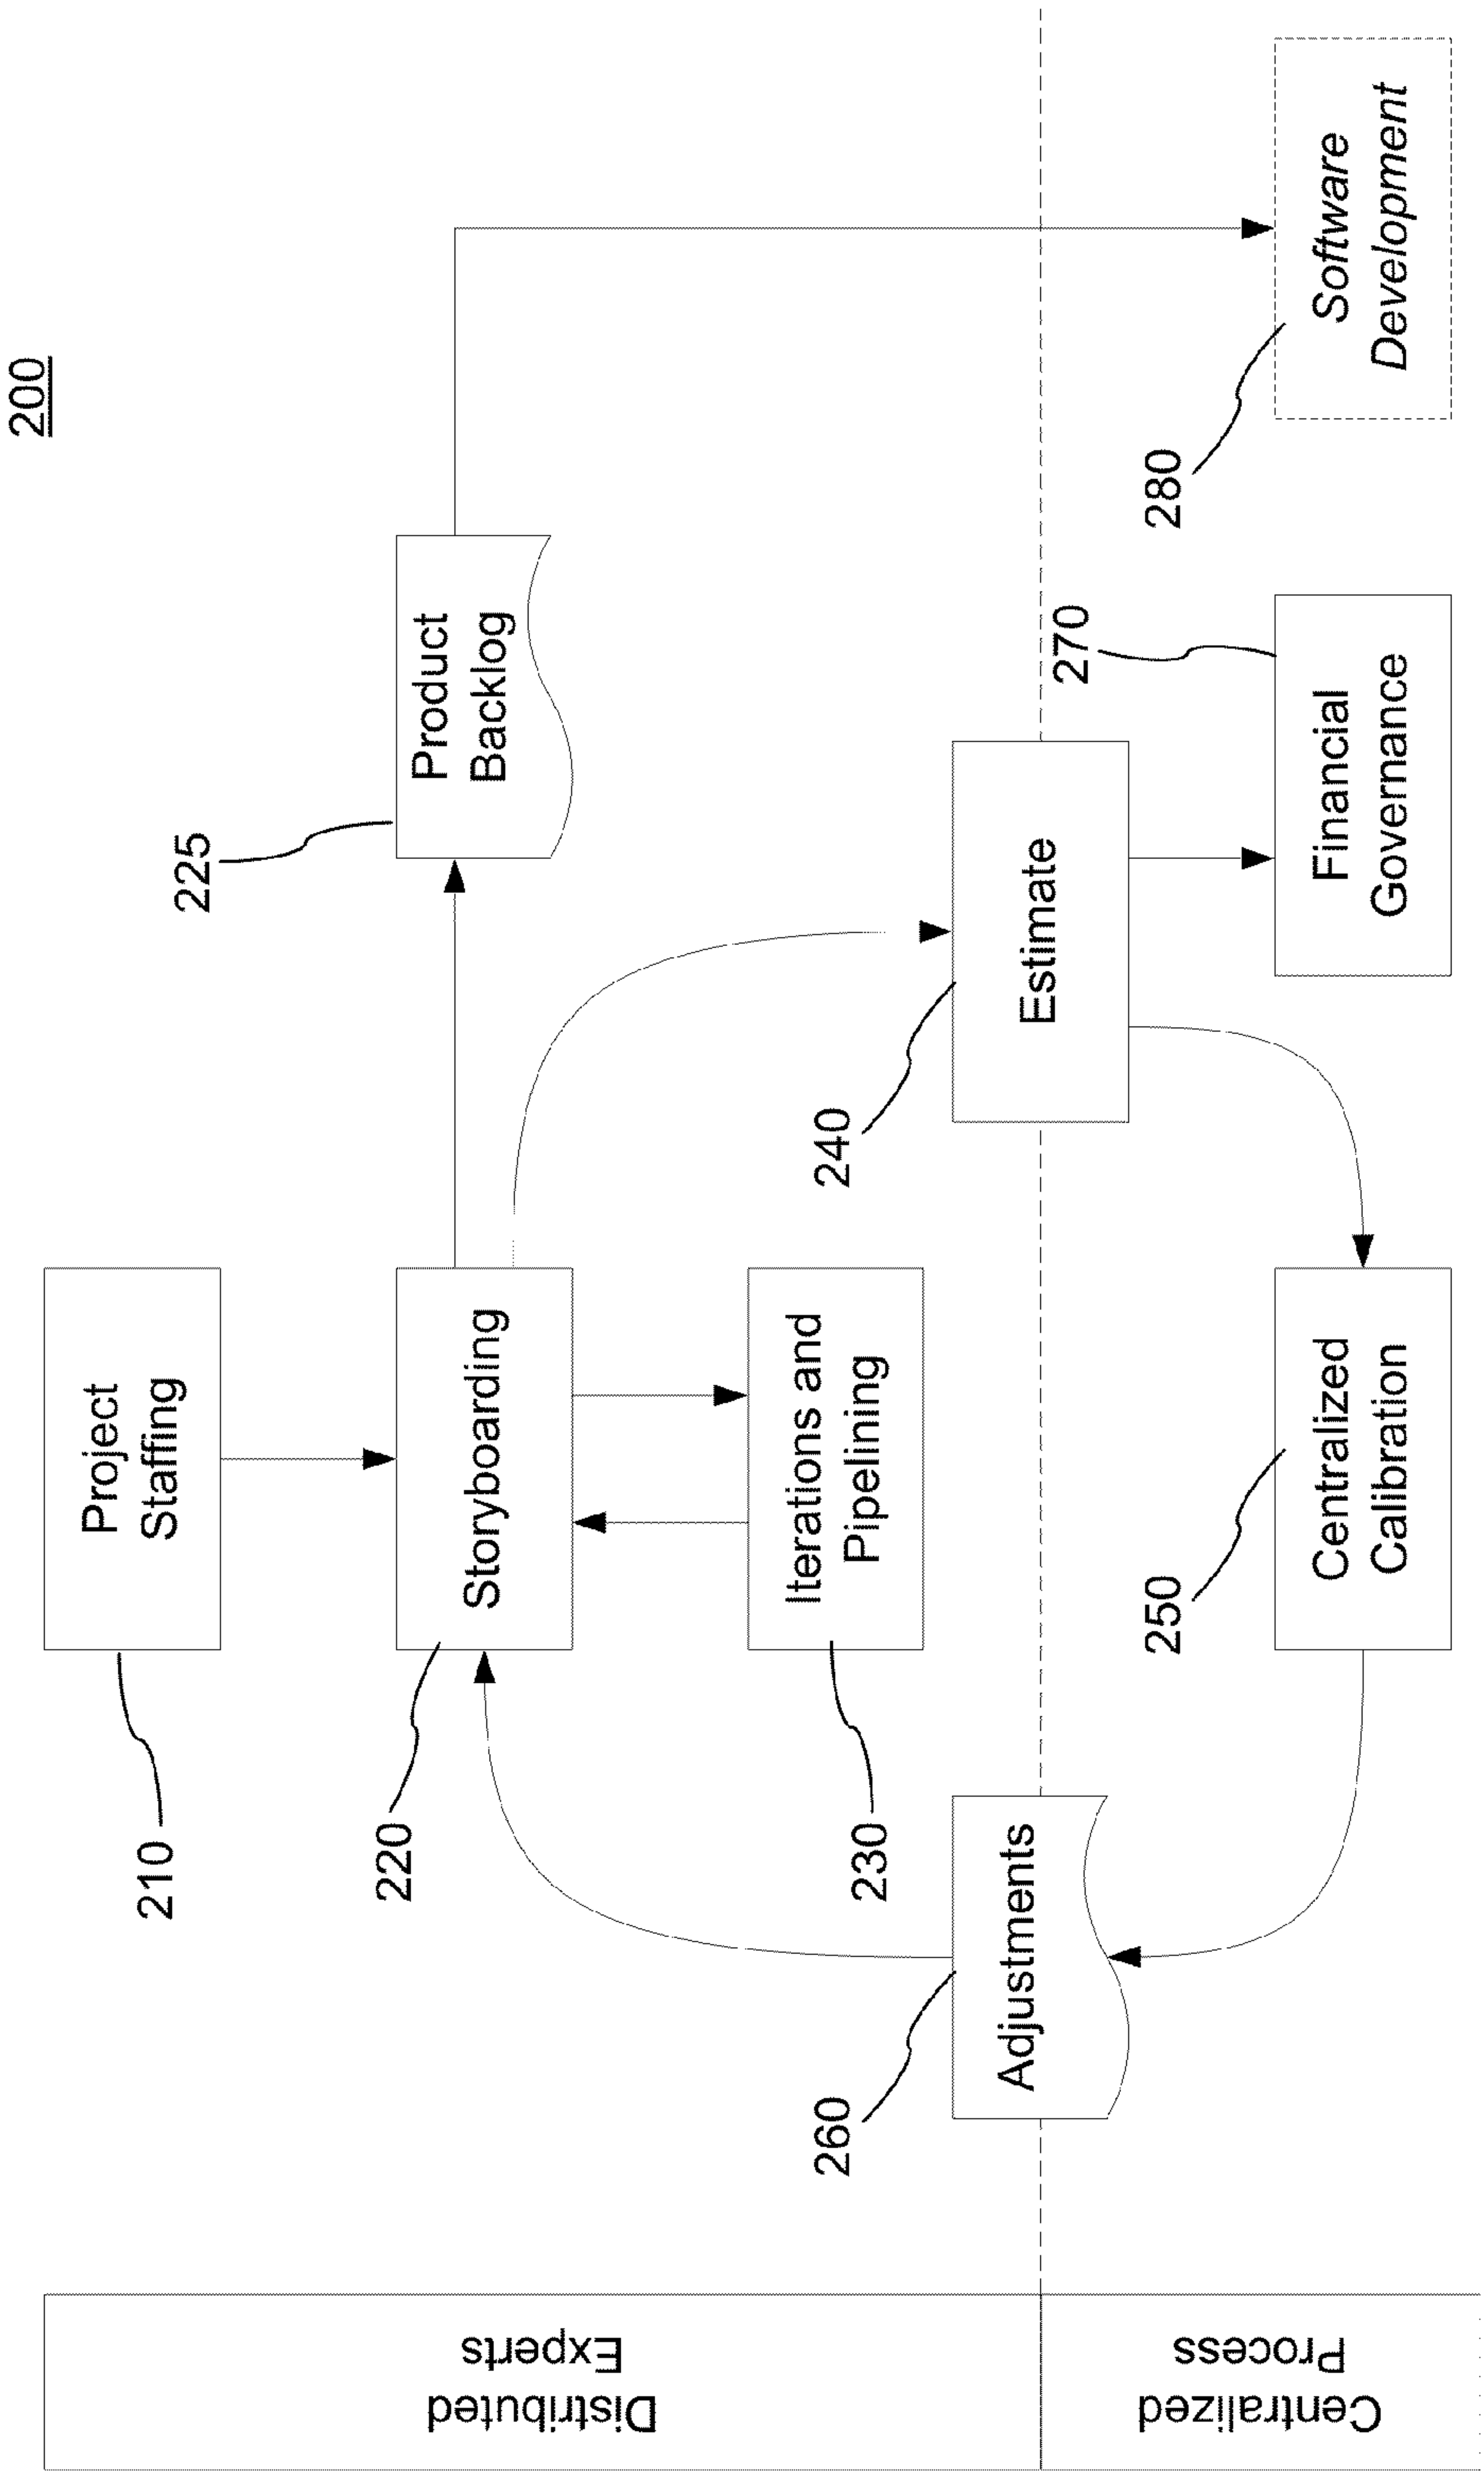 200
Project
Staffing
210
Storyboarding
220
Product
Backlog
225
Iterations and
Pipelining
230
Distributed
Experts
Adjustments
260
Estimate
240
Centralized
Process
Centralized
Calibration
250
Financial
Governance
270
Software
Development
280